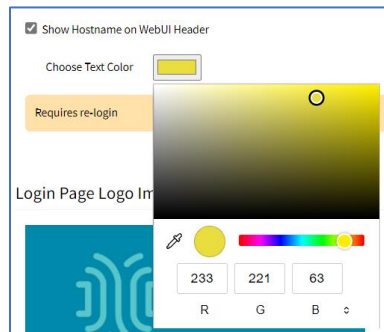 Show Hostname on WebUI Header
Choose Text Color
Requires re-login
Login Page Logo Im
233 221 63
R G B